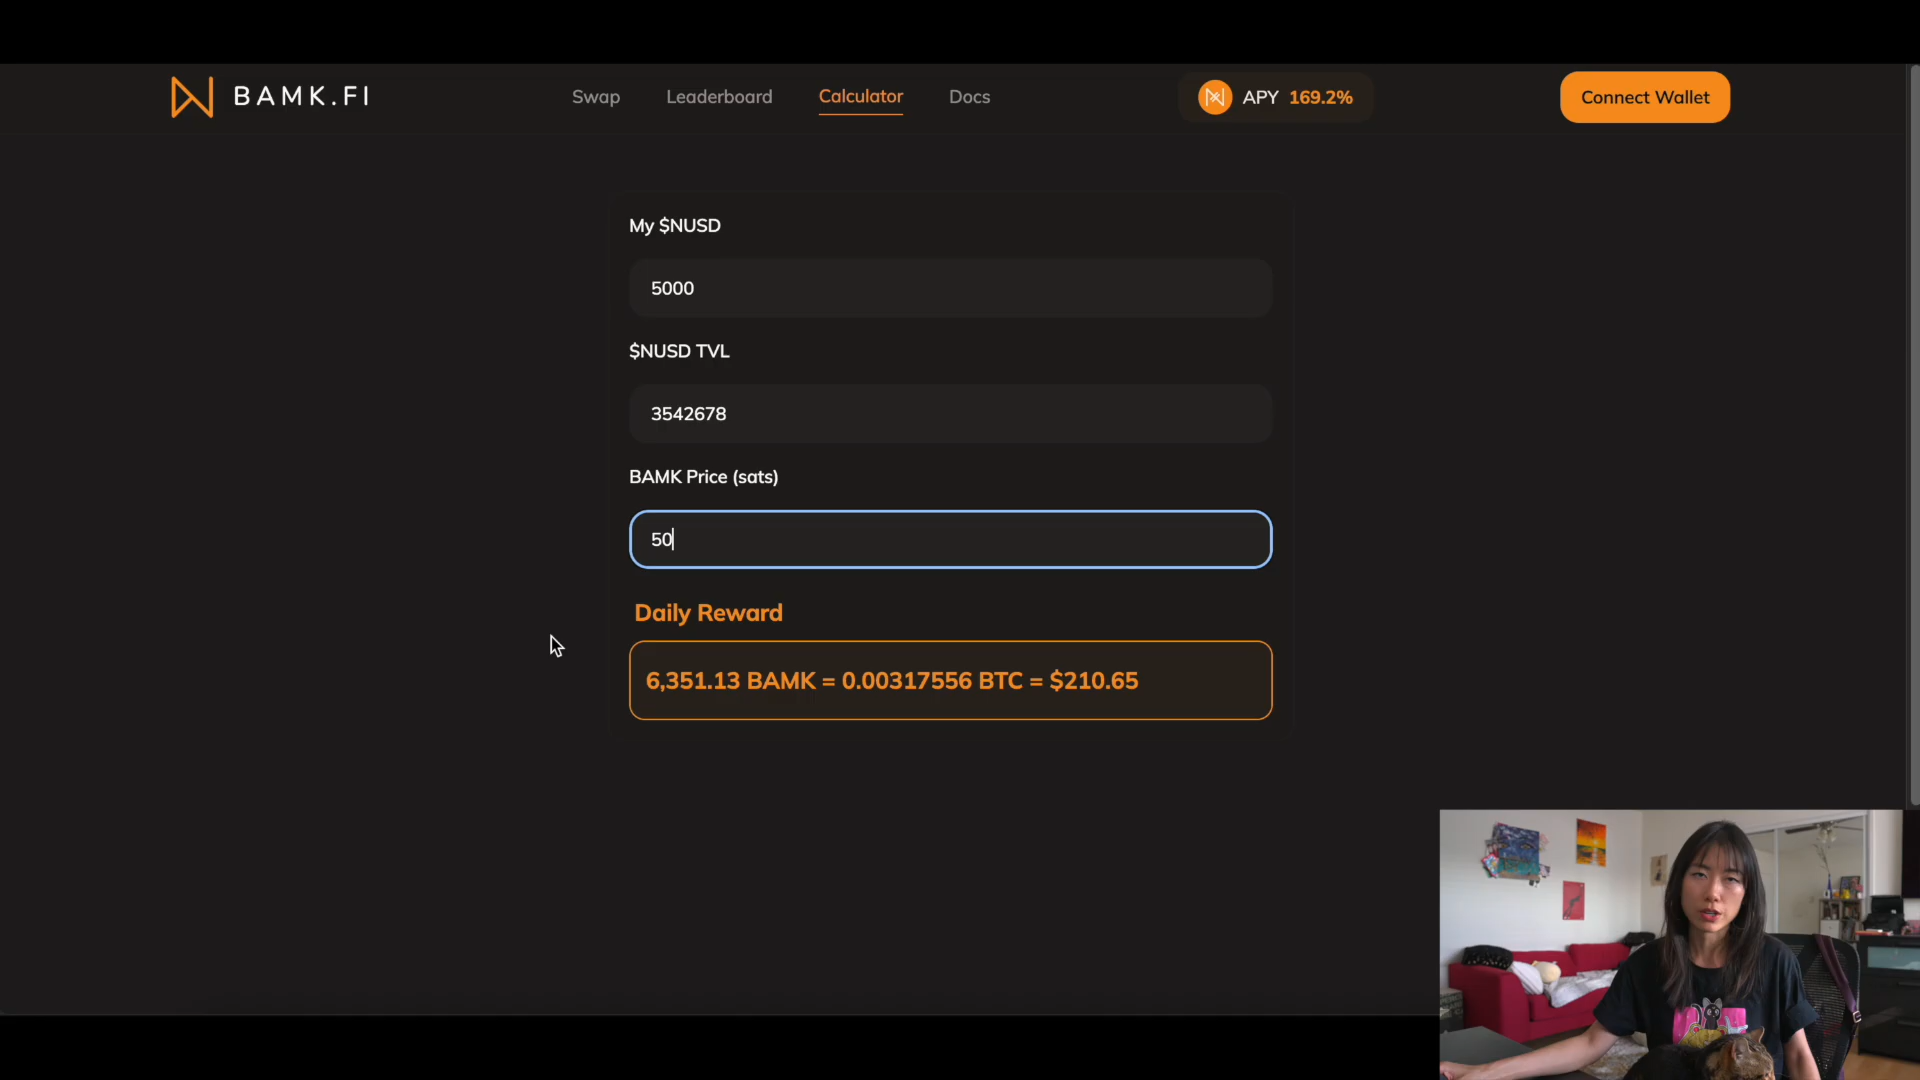 BAMK.FI
Swap
Leaderboard
Calculator
Docs
APY 169.2%
Connect Wallet
My $NUSD
5000
$NUSD TVL
3542678
BAMK Price (sats)
50
Daily Reward
6,351.13 BAMK = 0.00317556 BTC = $210.65